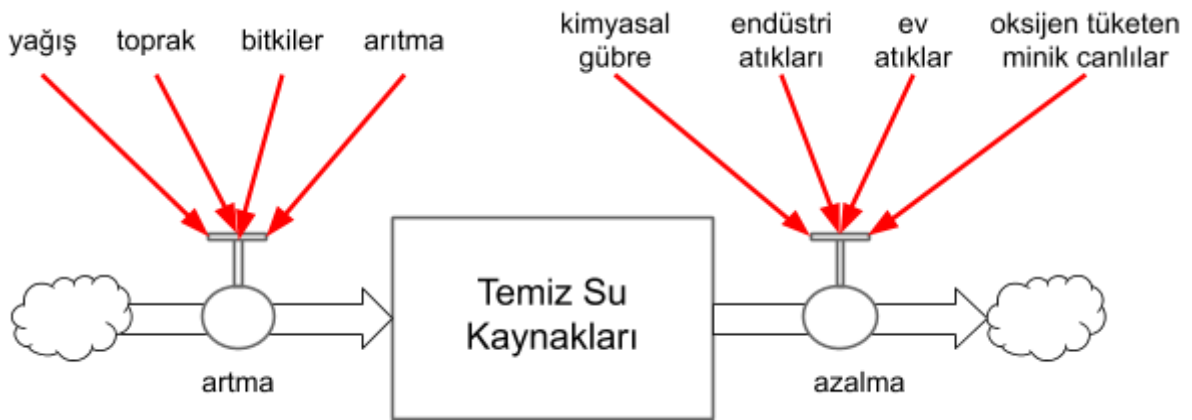 yağış
toprak
bitkiler
arıtma
kimyasal
gübre
endüstri
atıkları
ev
atıklar
oksijen tüketen
minik canlılar
Temiz Su
Kaynakları
artma
azalma